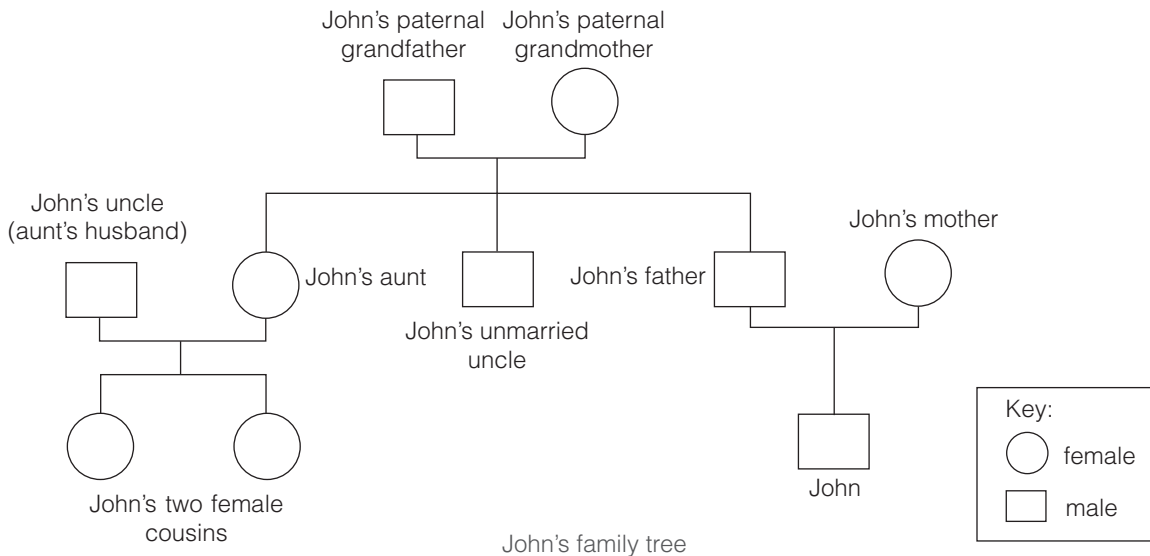 John's paternal
grandfather
John's paternal
grandmother
John's uncle
(aunt's husband)
John's aunt
John's unmarried
uncle
John's father
John's mother
John's two female
cousins
John
Key:
female
male
John's family tree